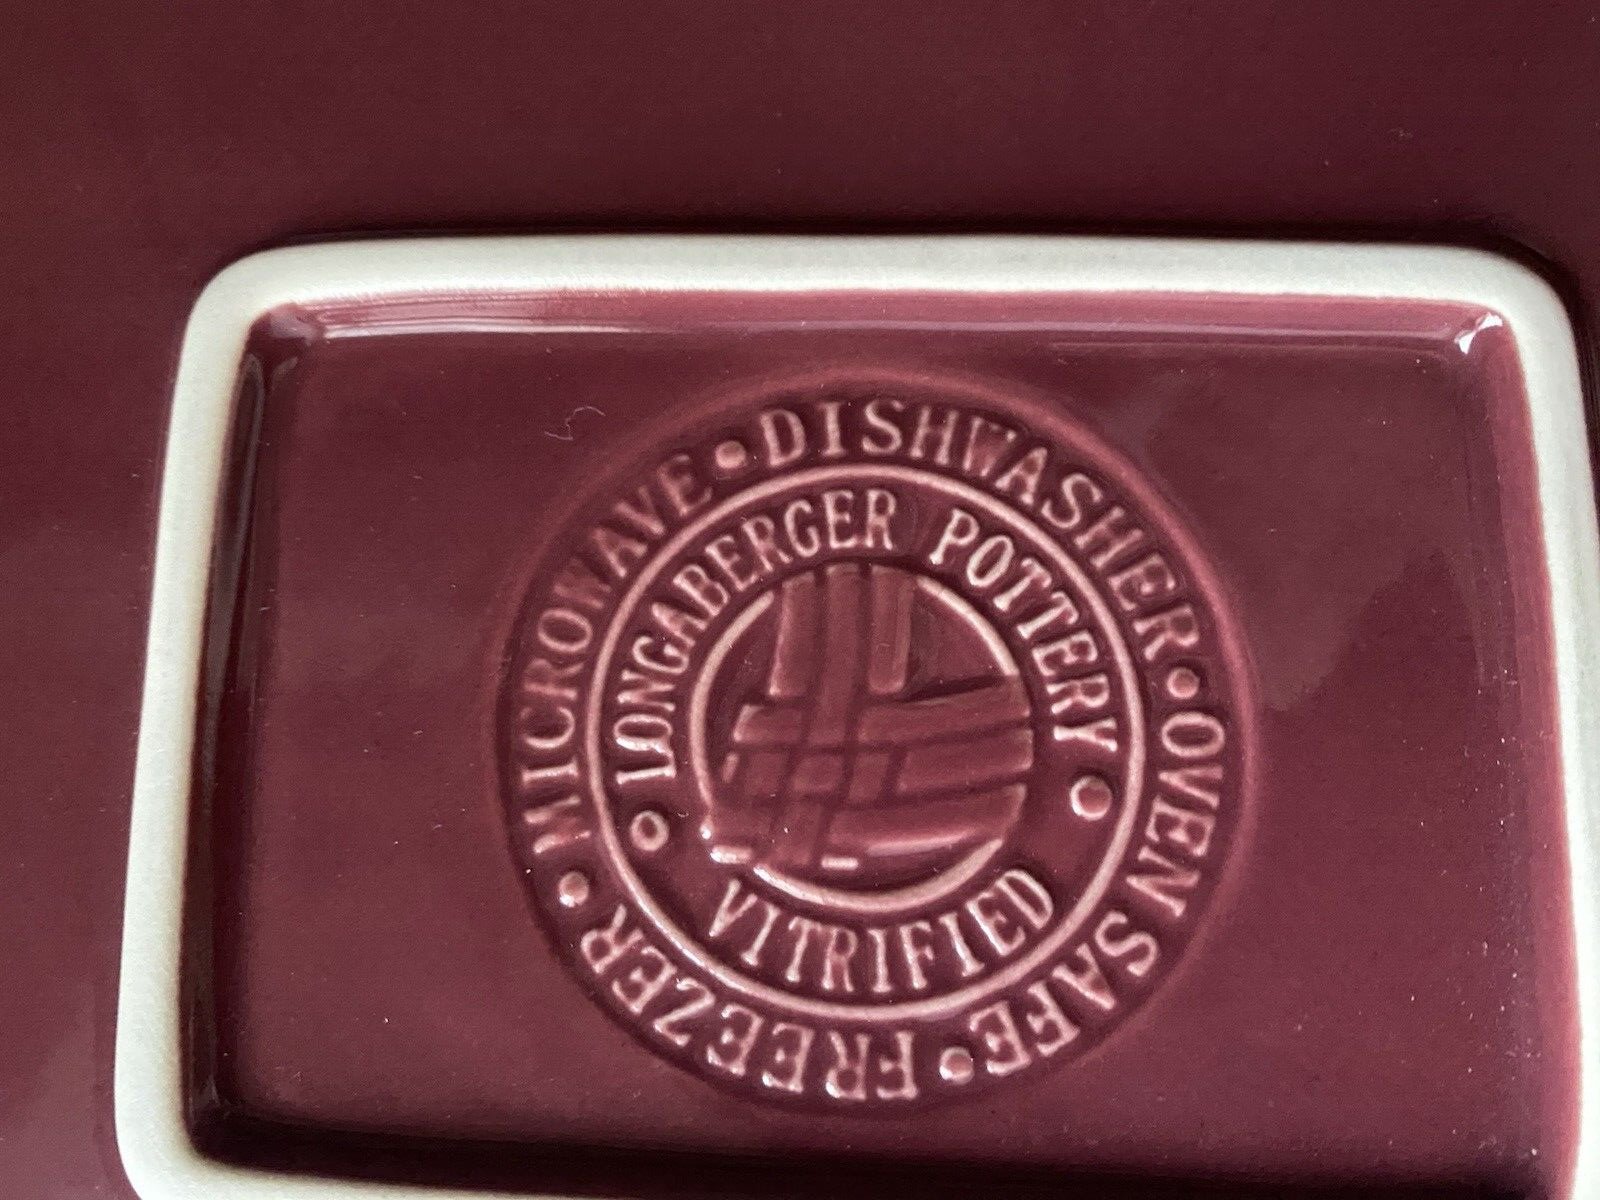 MICROWAVE • DISHWASHER • OVEN SAFE • FREEZER •
• LONGABERGER POTTERY •
VITRIFIED